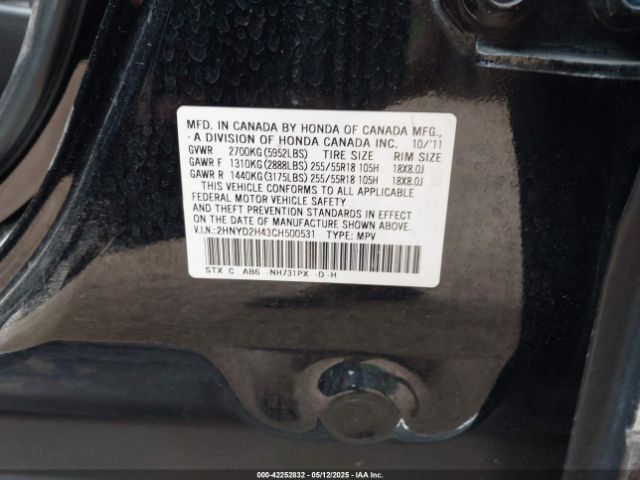 MFD. IN CANADA BY HONDA OF CANADA MFG.,
A DIVISION OF HONDA CANADA INC. 10/'11
GVWR 2700KG(5952LBS) TIRE SIZE RIM SIZE
GAWR F 1310KG(2888LBS) 255/55R18 105H 18X8.0J
GAWR R 1440KG(3175LBS) 255/55R18 105H 18X8.0J
THIS VEHICLE CONFORMS TO ALL APPLICABLE
FEDERAL MOTOR VEHICLE SAFETY
AND THEFT PREVENTION STANDARDS IN EFFECT
ON THE DATE OF MANUFACTURE SHOWN ABOVE.
V.I.N.:2HNYD2H43CH500531 TYPE: MPV
STX C AB6 -NH731PX -D-H
000-42252832 - 05/12/2025 - IAA Inc.